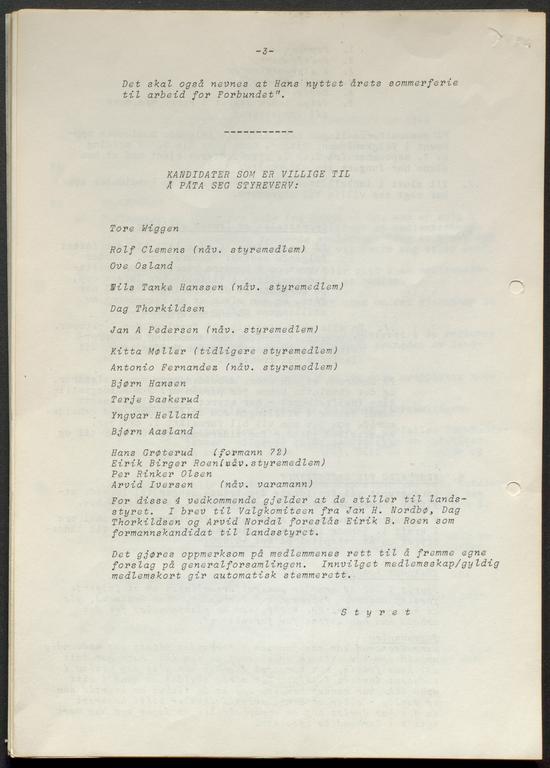 -3-
Det skal også nevnes at Hans nyttet årets sommerferie
til arbeid for Forbundet".
-----------
KANDIDATER SOM ER VILLIGE TIL
Å PÅTA SEG STYREVERV:
Tore Wiggen
Rolf Clemens (nåv. styremedlem)
Ove Osland
Nils Tanke Hanssen (nåv. styremedlem)
Dag Thorkildsen
Jan A Pedersen (nåv. styremedlem)
Kitta Møller (tidligere styremedlem)
Antonio Fernandez (nåv. styremedlem)
Bjørn Hansen
Terje Baskerud
Yngvar Helland
Bjørn Aasland
Hans Grøterud (formann 72)
Eirik Birger Roen(nåv.styremedlem)
Per Rinker Olsen
Arvid Iversen (nåv. varamann)
For disse 4 vedkommende gjelder at de stiller til lands-
styret. I brev til Valgkomiteen fra Jan H. Nordbø, Dag
Thorkildsen og Arvid Nordal foreslås Eirik B. Roen som
formannskandidat til landsstyret.
Det gjøres oppmerksom på medlemmenes rett til å fremme egne
forslag på generalforsamlingen. Innvilget medlemsskap/gyldig
medlemskort gir automatisk stemmerett.
S t y r e t